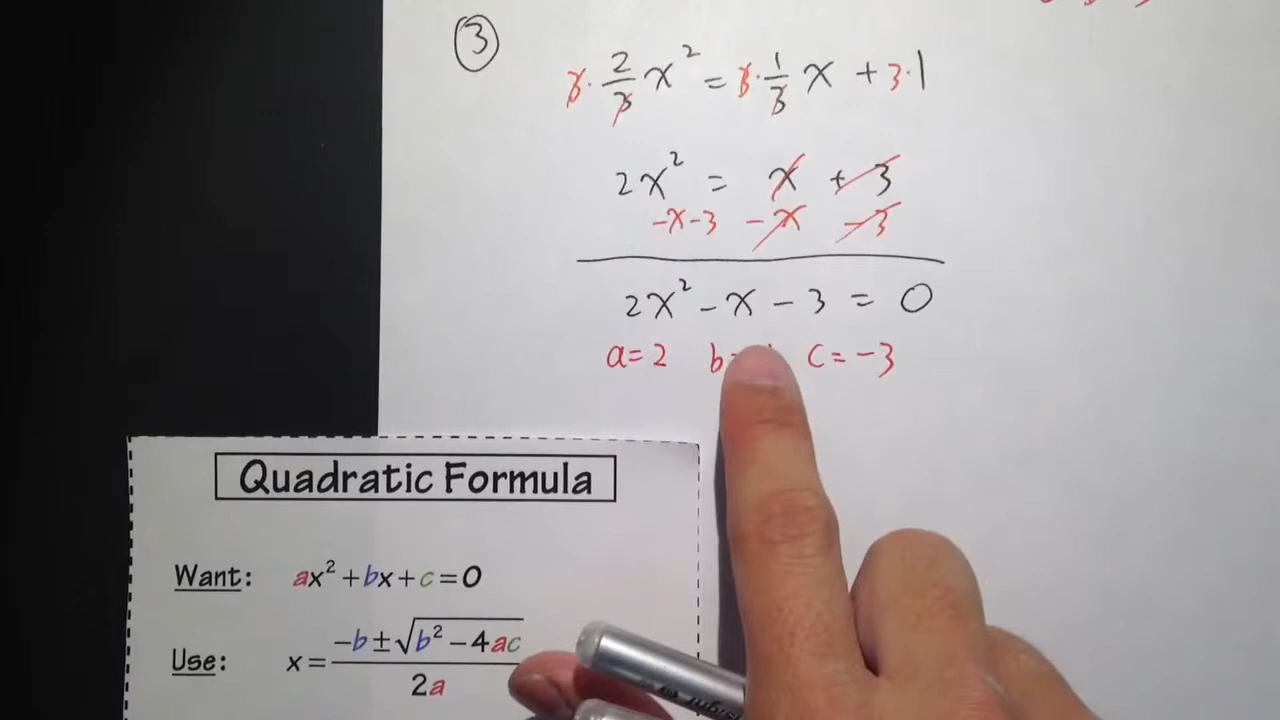 ③
3·2/3x² = 3·1/3x + 3·1
2x² = x + 3
-x-3 -x -3
2x² - x - 3 = 0
a=2 b= c=-3
Quadratic Formula
Want: ax²+bx+c=0
Use: x=(-b±√(b²-4ac))/2a